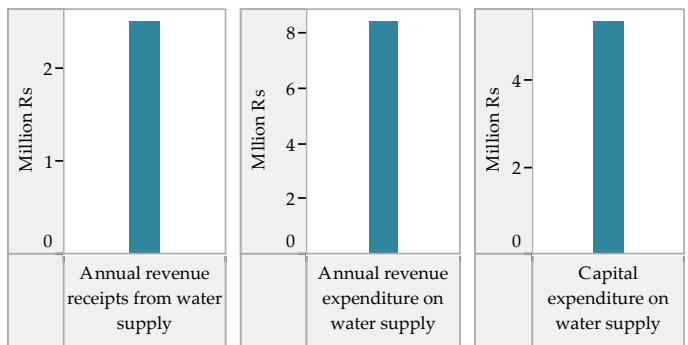 Million Rs
2
1
0
Annual revenue
receipts from water
supply
Mllion Rs
8
6
4
2
0
Annual revenue
expenditure on
water supply
Million Rs
4
2
0
Capital
expenditure on
water supply